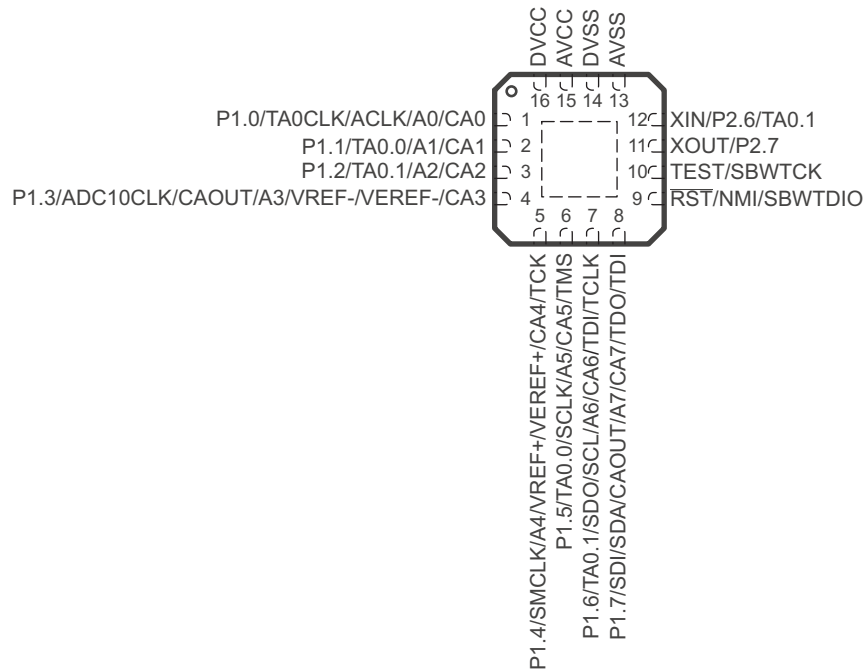 DVCC
AVCC
DVSS
AVSS
16
15
14
13
P1.0/TA0CLK/ACLK/A0/CA0
1
12
XIN/P2.6/TA0.1
P1.1/TA0.0/A1/CA1
2
11
XOUT/P2.7
P1.2/TA0.1/A2/CA2
3
10
TEST/SBWTCK
P1.3/ADC10CLK/CAOUT/A3/VREF-/VEREF-/CA3
4
9
RST/NMI/SBWTDIO
5
6
7
8
P1.4/SMCLK/A4/VREF+/VEREF+/CA4/TCK
P1.5/TA0.0/SCLK/A5/CA5/TMS
P1.6/TA0.1/SDO/SCL/A6/CA6/TDI/TCLK
P1.7/SDI/SDA/CAOUT/A7/CA7/TDO/TDI